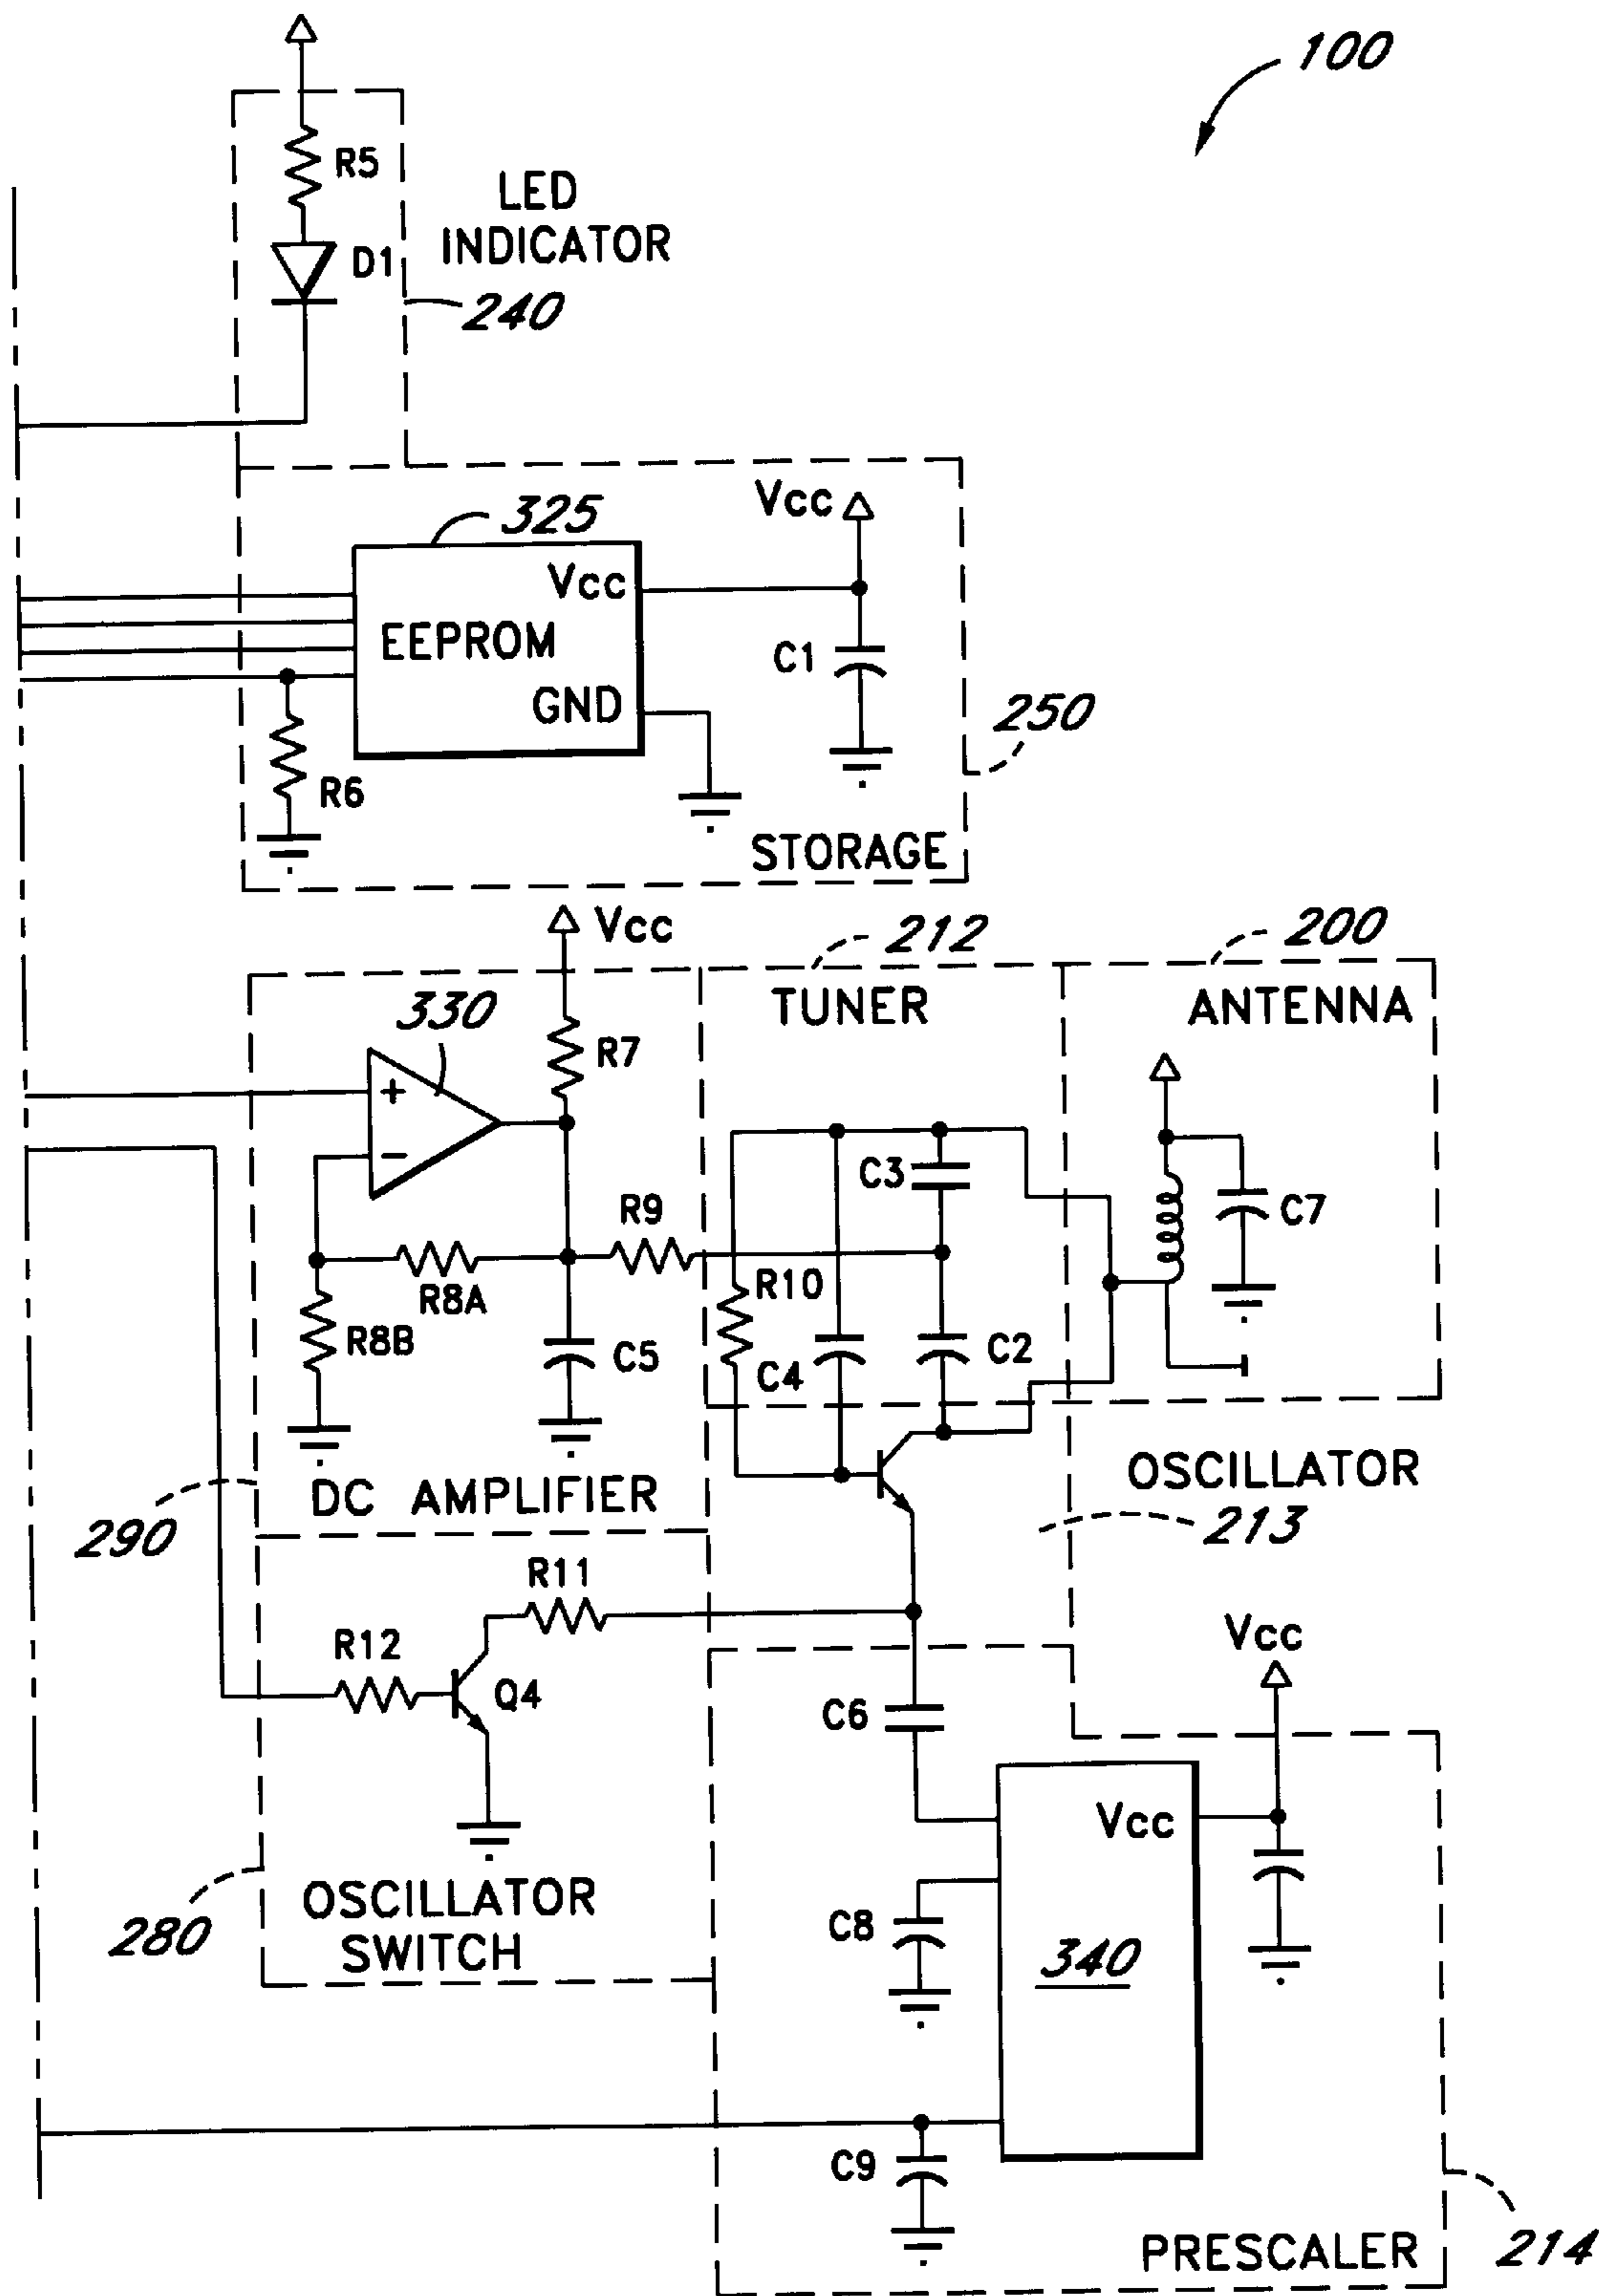 100
R5
LED
INDICATOR
D1
240
325
Vcc
Vcc
EEPROM
C1
GND
250
R6
STORAGE
Vcc
212
200
TUNER
ANTENNA
330
R7
+
−
C3
R9
C7
R10
R8A
R8B
C5
C4
C2
OSCILLATOR
DC AMPLIFIER
290
213
R11
R12
Vcc
Q4
C6
Vcc
OSCILLATOR
SWITCH
280
C8
340
C9
PRESCALER
214